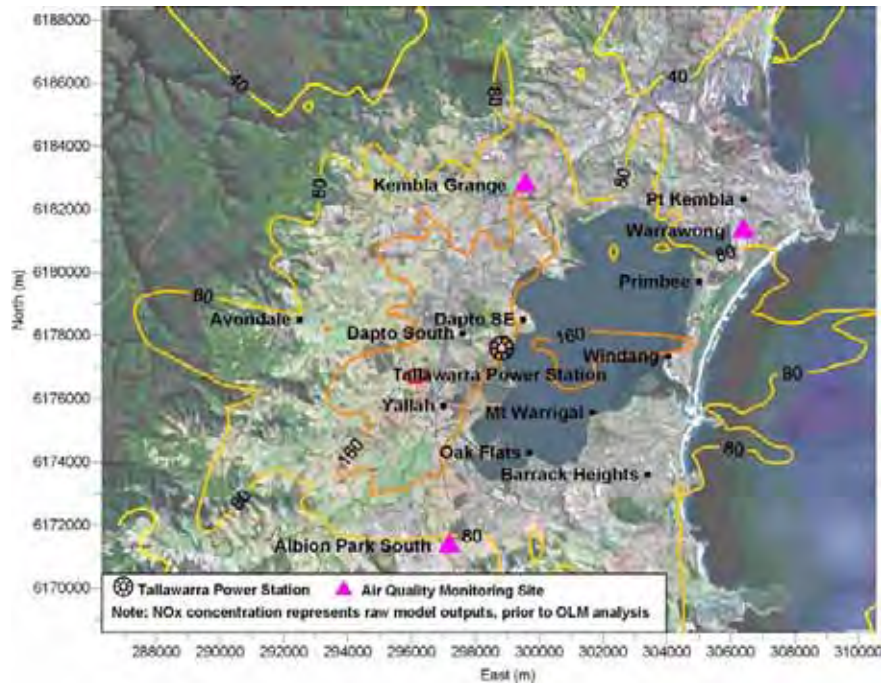 6188000
6186000
6184000
6182000
6180000
6178000
6176000
6174000
6172000
6170000
North (m)
40
40
80
80
80
Kembla Grange
Pt Kembla
Warrawong
80
Primbee
80
Avondale
Dapto SE
Dapto South
160
Windang
80
Tallawarra Power Station
Yallah
Mt Warrigal
160
Oak Flats
80
Barrack Heights
80
80
Albion Park South
Tallawarra Power Station
Air Quality Monitoring Site
Note: NOx concentration represents raw model outputs, prior to OLM analysis
288000 290000 292000 294000 296000 298000 300000 302000 304000 306000 308000 310000
East (m)